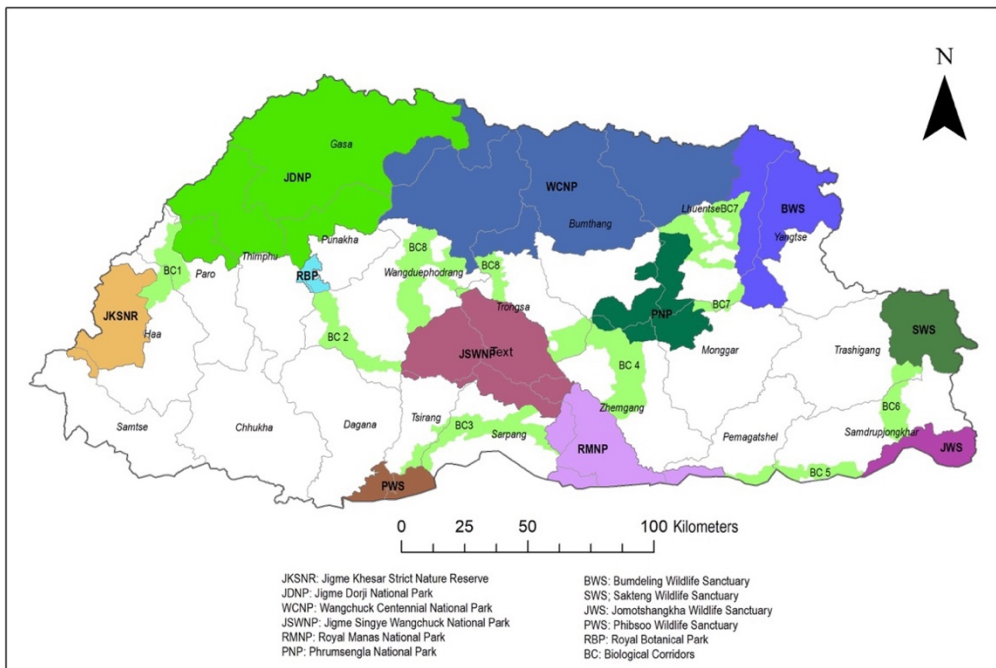 N
Gasa
JDNP
WCNP
LhuentseBC7
BWS
Bumthang
Yangtse
Punakha
BC8
Thimphu
BC1
Paro
RBP
Wangduephodrang
BC8
Trongsa
BC7
PNP
JKSNR
Haa
BC 2
SWS
JSWNP
Text
Monggar
Trashigang
BC 4
Zhemgang
BC6
Samtse
Chhukha
Dagana
Tsirang
BC3
Sarpang
Pemagatshel
Samdrupjongkhar
RMNP
JWS
BC 5
PWS
0 25 50 100 Kilometers
JKSNR: Jigme Khesar Strict Nature Reserve
JDNP: Jigme Dorji National Park
WCNP: Wangchuck Centennial National Park
JSWNP: Jigme Singye Wangchuck National Park
RMNP: Royal Manas National Park
PNP: Phrumsengla National Park
BWS: Bumdeling Wildlife Sanctuary
SWS; Sakteng Wildlife Sanctuary
JWS: Jomotshangkha Wildlife Sanctuary
PWS: Phibsoo Wildlife Sanctuary
RBP: Royal Botanical Park
BC: Biological Corridors